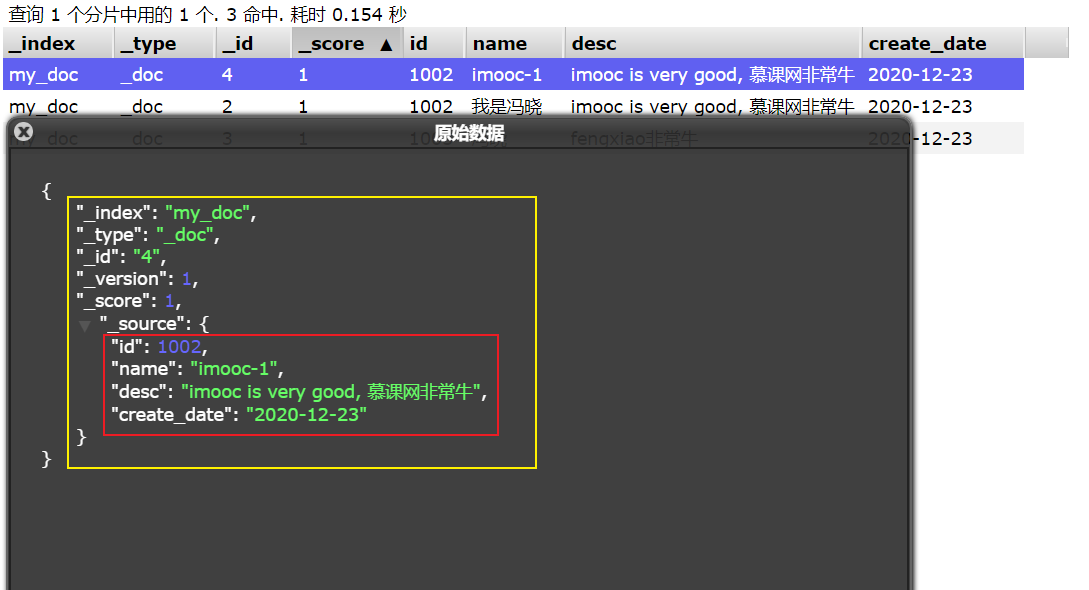 查询 1 个分片中用的 1 个. 3 命中. 耗时 0.154 秒
_index _type _id _score ▲ id name desc create_date
my_doc _doc 4 1 1002 imooc-1 imooc is very good, 慕课网非常牛 2020-12-23
my_doc _doc 2 1 1002 我是冯晓 imooc is very good, 慕课网非常牛 2020-12-23
my_doc _doc 3 1 fengxiao非常牛 2020-12-23
原始数据
{
"_index": "my_doc",
"_type": "_doc",
"_id": "4",
"_version": 1,
"_score": 1,
▼ "_source": {
"id": 1002,
"name": "imooc-1",
"desc": "imooc is very good, 慕课网非常牛",
"create_date": "2020-12-23"
}
}